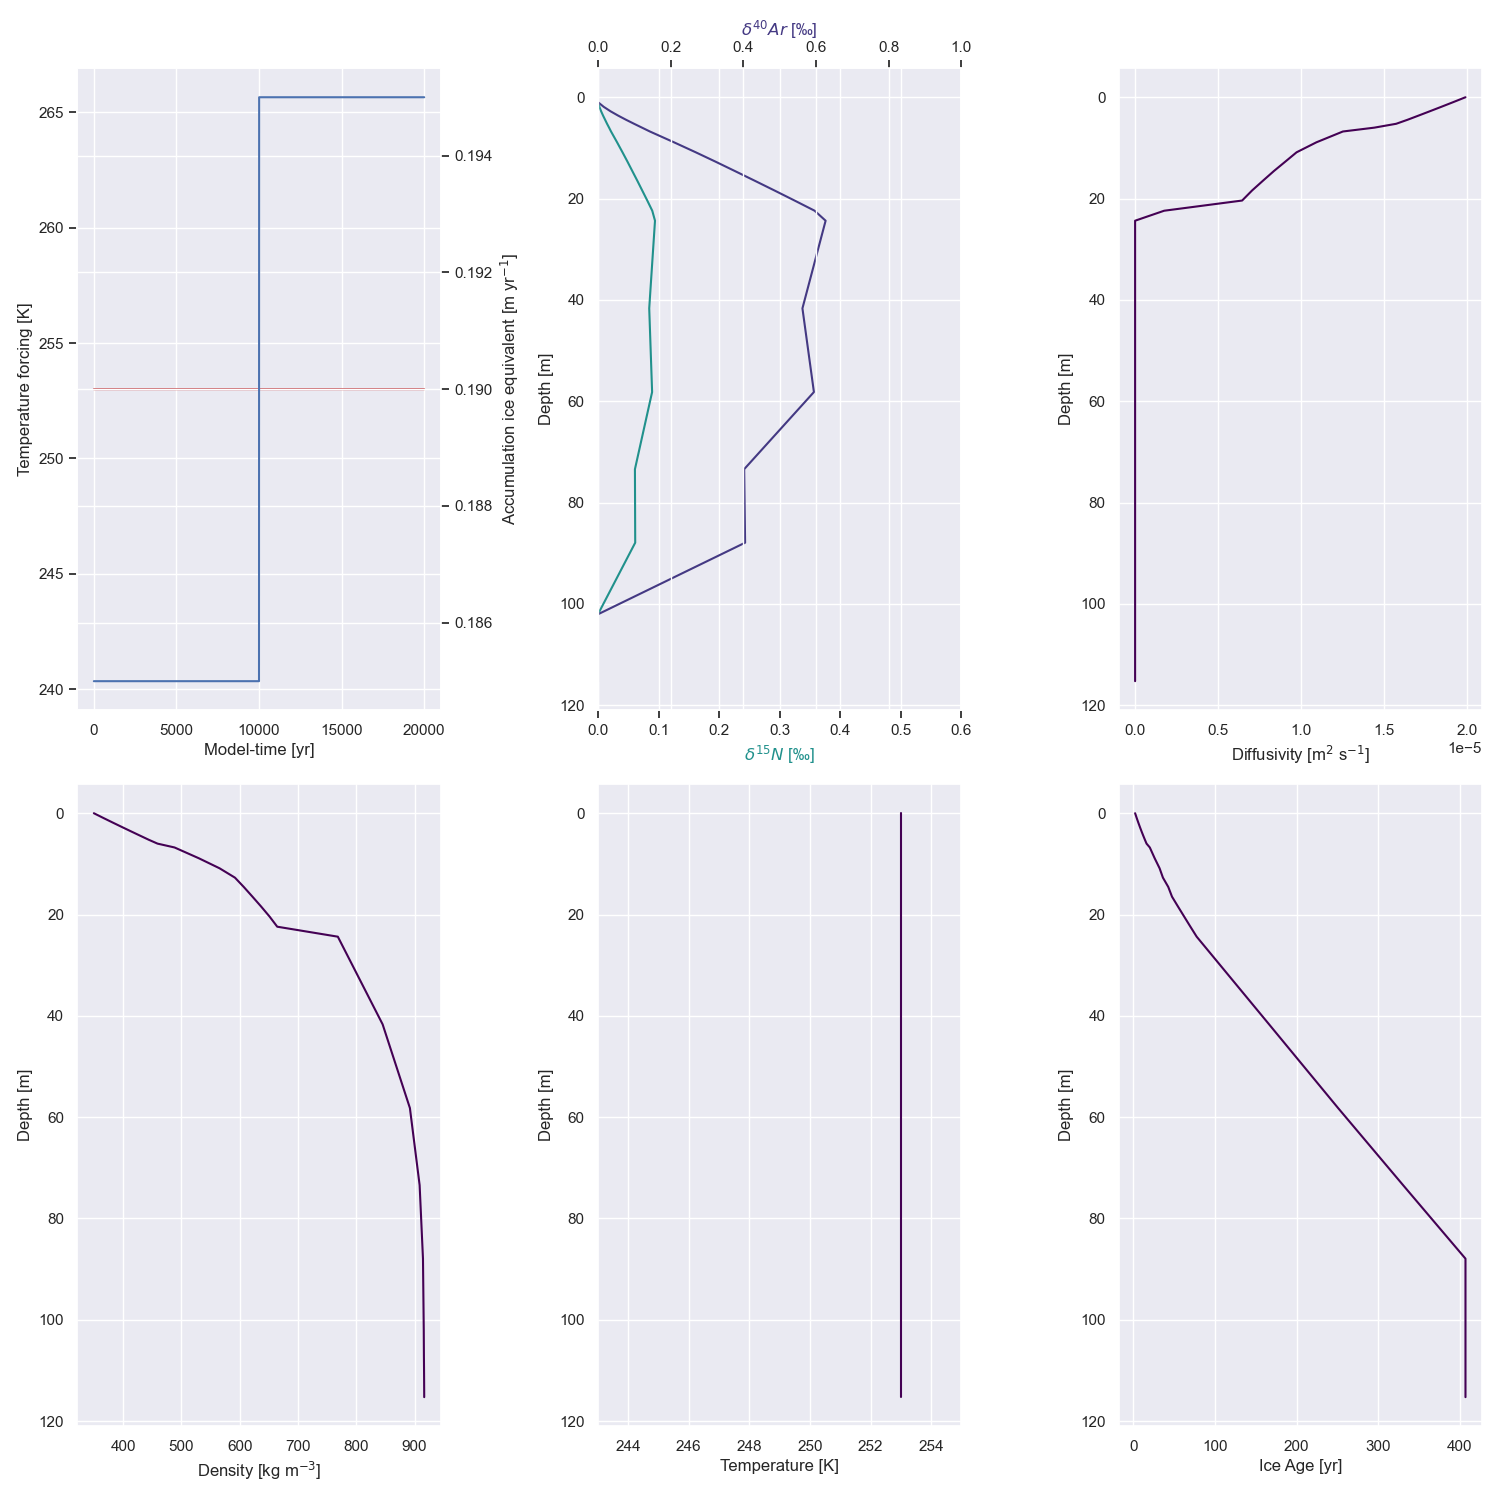 δ⁴⁰Ar [‰]
0.0 0.2 0.4 0.6 0.8 1.0
265
260
255
250
245
240
Temperature forcing [K]
0.194
0.192
0.190
0.188
0.186
Accumulation ice equivalent [m yr⁻¹]
0 5000 10000 15000 20000
Model-time [yr]
0
20
40
60
80
100
120
Depth [m]
0.0 0.1 0.2 0.3 0.4 0.5 0.6
δ¹⁵N [‰]
0
20
40
60
80
100
120
Depth [m]
0.0 0.5 1.0 1.5 2.0
1e−5
Diffusivity [m² s⁻¹]
0
20
40
60
80
100
120
Depth [m]
400 500 600 700 800 900
Density [kg m⁻³]
0
20
40
60
80
100
120
Depth [m]
244 246 248 250 252 254
Temperature [K]
0
20
40
60
80
100
120
Depth [m]
0 100 200 300 400
Ice Age [yr]